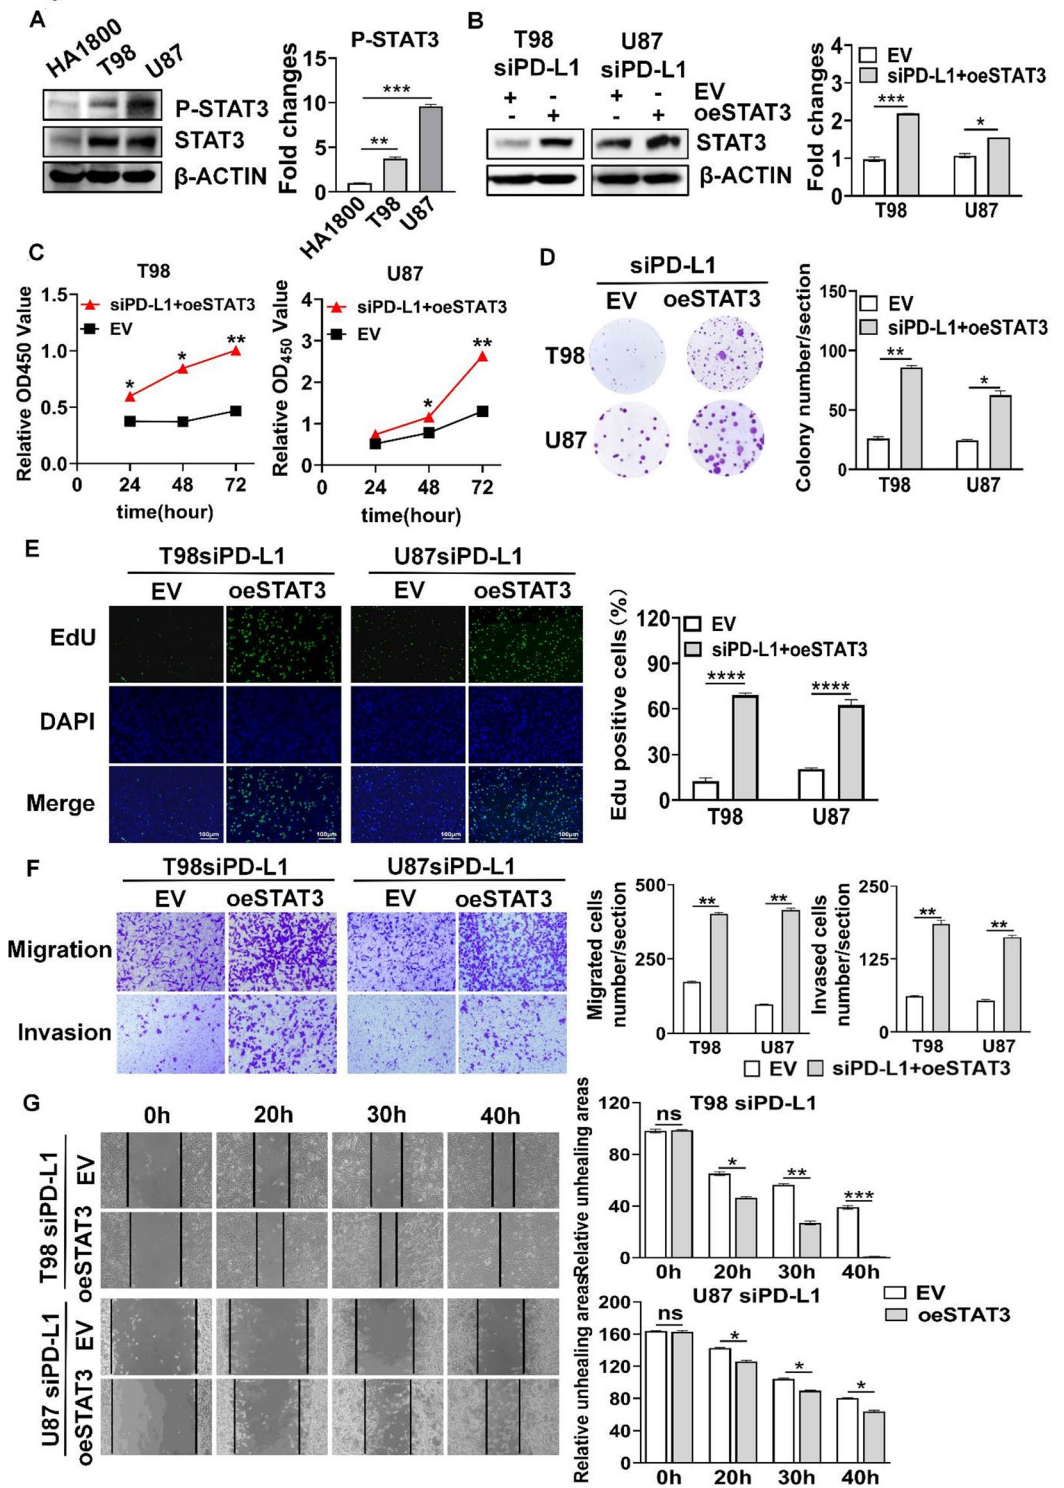 A
HA1800
T98
U87
P-STAT3
STAT3
β-ACTIN
P-STAT3
Fold changes
15
10
5
0
***
**
HA1800
T98
U87
B
T98
siPD-L1
U87
siPD-L1
+ - + - EV
- + - + oeSTAT3
STAT3
β-ACTIN
Fold changes
4
3
2
1
0
EV
siPD-L1+oeSTAT3
***
*
T98
U87
C
T98
Relative OD450 Value
1.5
1.0
0.5
0.0
siPD-L1+oeSTAT3
EV
*
*
**
0 24 48 72
time(hour)
U87
Relative OD450 Value
4
3
2
1
0
siPD-L1+oeSTAT3
EV
*
**
0 24 48 72
time(hour)
D
siPD-L1
EV oeSTAT3
T98
U87
Colony number/section
150
100
50
0
EV
siPD-L1+oeSTAT3
**
*
T98 U87
E
T98siPD-L1 U87siPD-L1
EV oeSTAT3 EV oeSTAT3
EdU
DAPI
Merge
100μm 100μm 100μm 100μm
Edu positive cells(%)
120
90
60
30
0
EV
siPD-L1+oeSTAT3
****
****
T98 U87
F
T98siPD-L1 U87siPD-L1
EV oeSTAT3 EV oeSTAT3
Migration
Invasion
Migrated cells
number/section
500
250
0
**
**
T98 U87
Invased cells
number/section
250
125
0
**
**
T98 U87
EV siPD-L1+oeSTAT3
G
0h 20h 30h 40h
T98 siPD-L1
EV
oeSTAT3
U87 siPD-L1
EV
oeSTAT3
T98 siPD-L1
Relative unhealing areas
120
80
40
0
ns
*
**
***
0h 20h 30h 40h
EV
oeSTAT3
U87 siPD-L1
Relative unhealing areas
200
160
120
80
40
0
ns
*
*
*
0h 20h 30h 40h